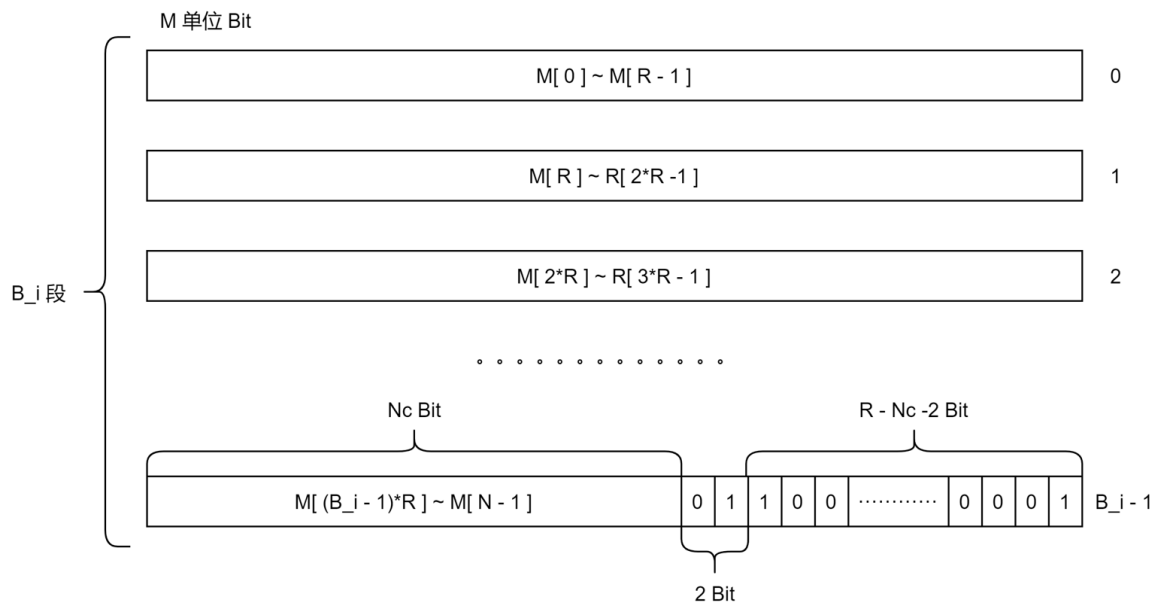 M 单位 Bit
M[ 0 ] ~ M[ R - 1 ]
0
M[ R ] ~ R[ 2*R -1 ]
1
M[ 2*R ] ~ R[ 3*R - 1 ]
2
B_i 段
。。。。。。。。。。。。。
Nc Bit
R - Nc -2 Bit
M[ (B_i - 1)*R ] ~ M[ N - 1 ] 0 1 1 0 0 ············ 0 0 0 1
B_i - 1
2 Bit